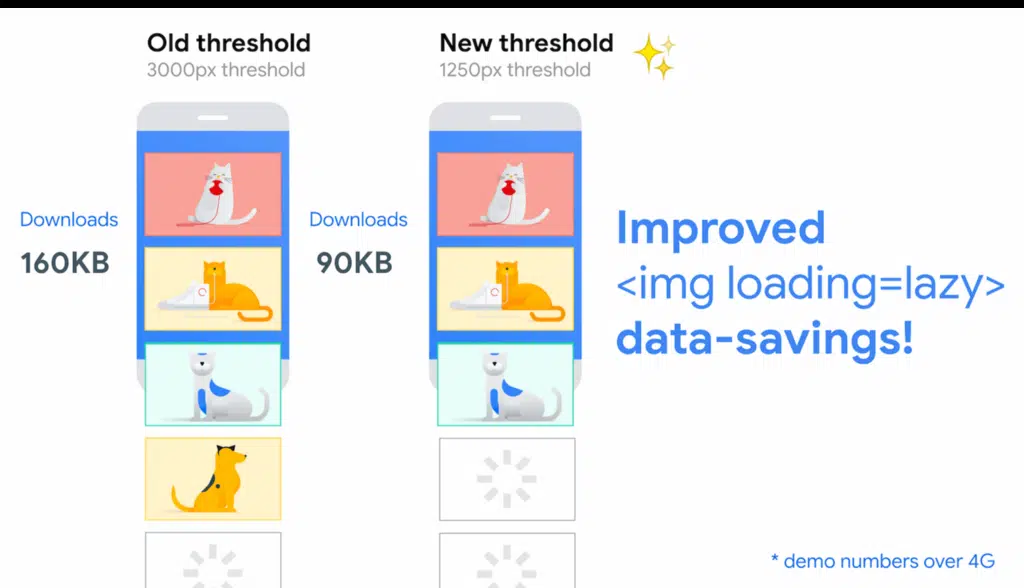 Old threshold
3000px threshold
New threshold
1250px threshold
Downloads
160KB
Downloads
90KB
Improved
<img loading=lazy>
data-savings!
* demo numbers over 4G